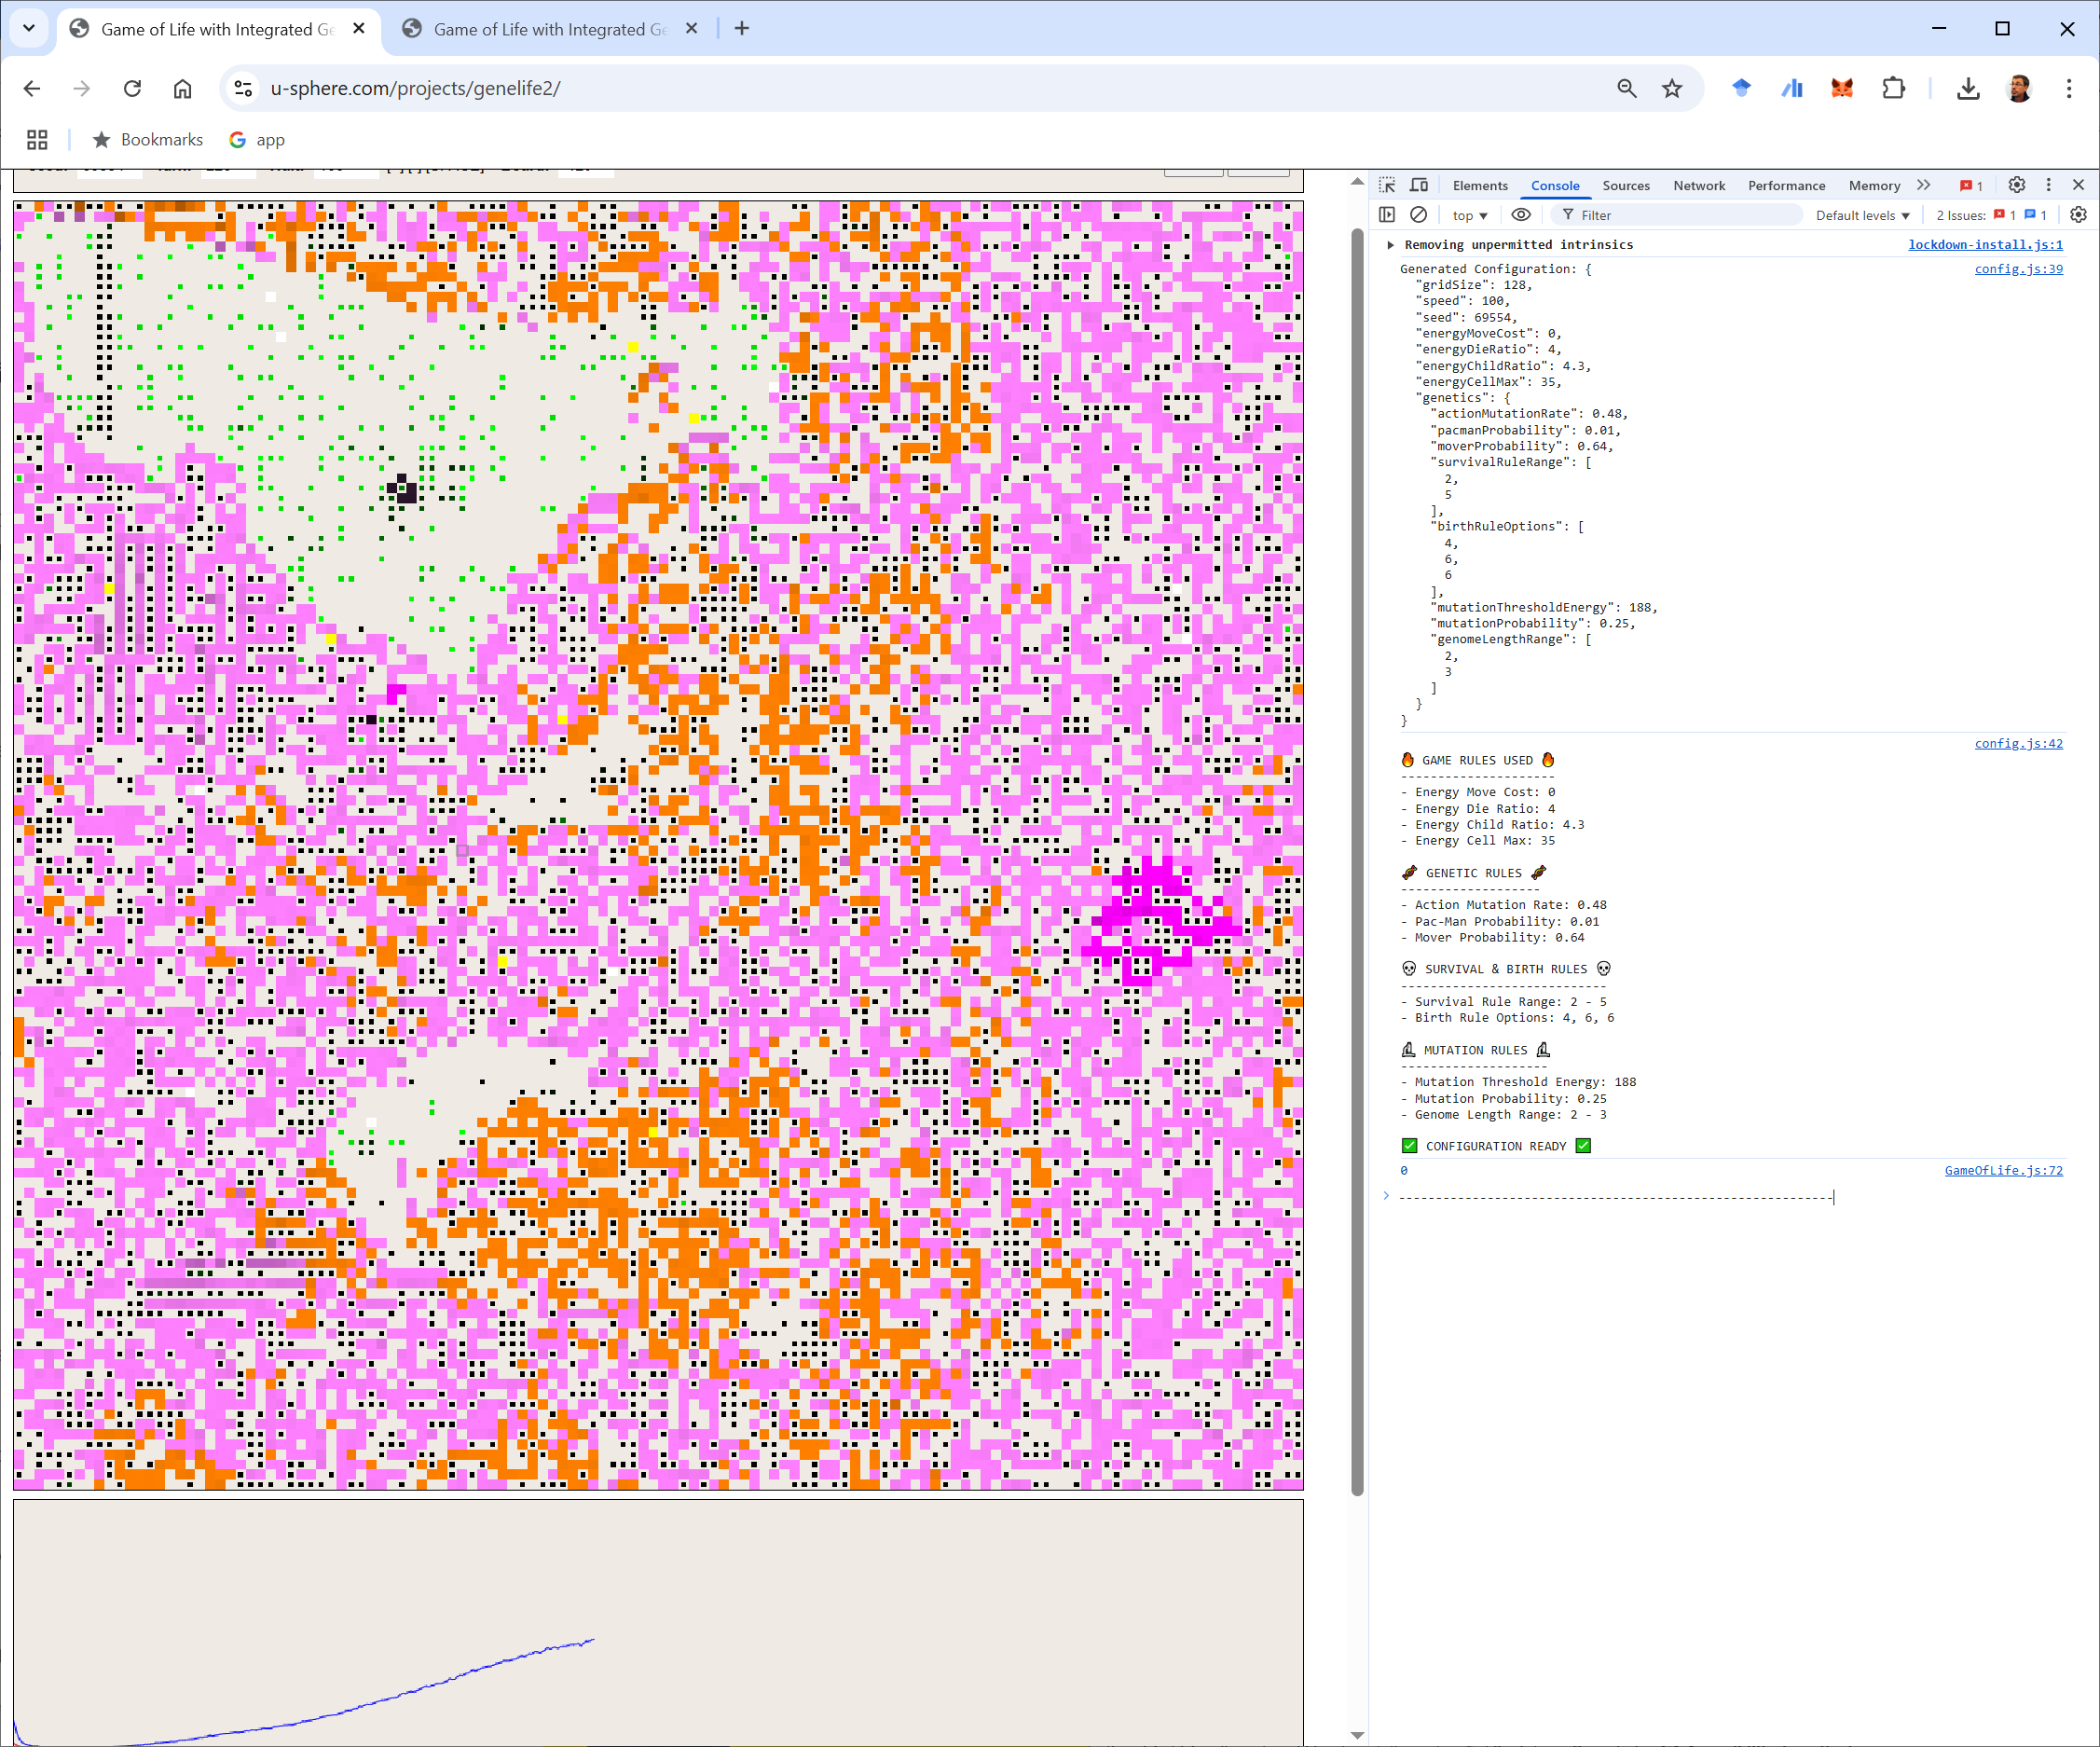 Game of Life with Integrated Ge
Game of Life with Integrated Ge
u-sphere.com/projects/genelife2/
Bookmarks
app
Elements Console Sources Network Performance Memory 1
top Filter Default levels 2 Issues: 1 1
Removing unpermitted intrinsics lockdown-install.js:1
Generated Configuration: { config.js:39
"gridSize": 128,
"speed": 100,
"seed": 69554,
"energyMoveCost": 0,
"energyDieRatio": 4,
"energyChildRatio": 4.3,
"energyCellMax": 35,
"genetics": {
"actionMutationRate": 0.48,
"pacmanProbability": 0.01,
"moverProbability": 0.64,
"survivalRuleRange": [
2,
5
],
"birthRuleOptions": [
4,
6,
6
],
"mutationThresholdEnergy": 188,
"mutationProbability": 0.25,
"genomeLengthRange": [
2,
3
]
}
}
config.js:42
🔥 GAME RULES USED 🔥
---------------------
- Energy Move Cost: 0
- Energy Die Ratio: 4
- Energy Child Ratio: 4.3
- Energy Cell Max: 35
GENETIC RULES
-------------------
- Action Mutation Rate: 0.48
- Pac-Man Probability: 0.01
- Mover Probability: 0.64
💀 SURVIVAL & BIRTH RULES 💀
----------------------------
- Survival Rule Range: 2 - 5
- Birth Rule Options: 4, 6, 6
MUTATION RULES
--------------------
- Mutation Threshold Energy: 188
- Mutation Probability: 0.25
- Genome Length Range: 2 - 3
✅ CONFIGURATION READY ✅
0 GameOfLife.js:72
> -----------------------------------------------------------